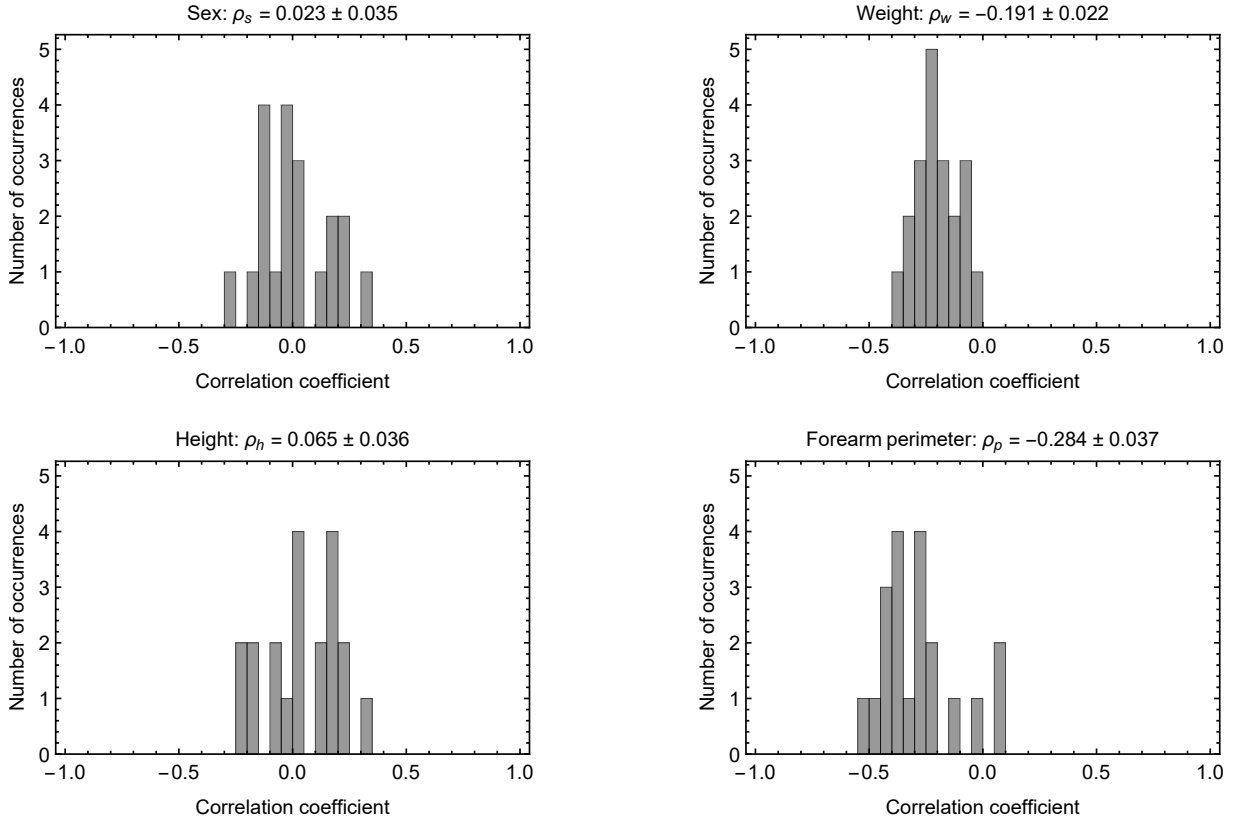 Sex: ρs = 0.023 ± 0.035
5
4
3
2
1
0
Number of occurrences
−1.0 −0.5 0.0 0.5 1.0
Correlation coefficient
Weight: ρw = −0.191 ± 0.022
5
4
3
2
1
0
Number of occurrences
−1.0 −0.5 0.0 0.5 1.0
Correlation coefficient
Height: ρh = 0.065 ± 0.036
5
4
3
2
1
0
Number of occurrences
−1.0 −0.5 0.0 0.5 1.0
Correlation coefficient
Forearm perimeter: ρp = −0.284 ± 0.037
5
4
3
2
1
0
Number of occurrences
−1.0 −0.5 0.0 0.5 1.0
Correlation coefficient